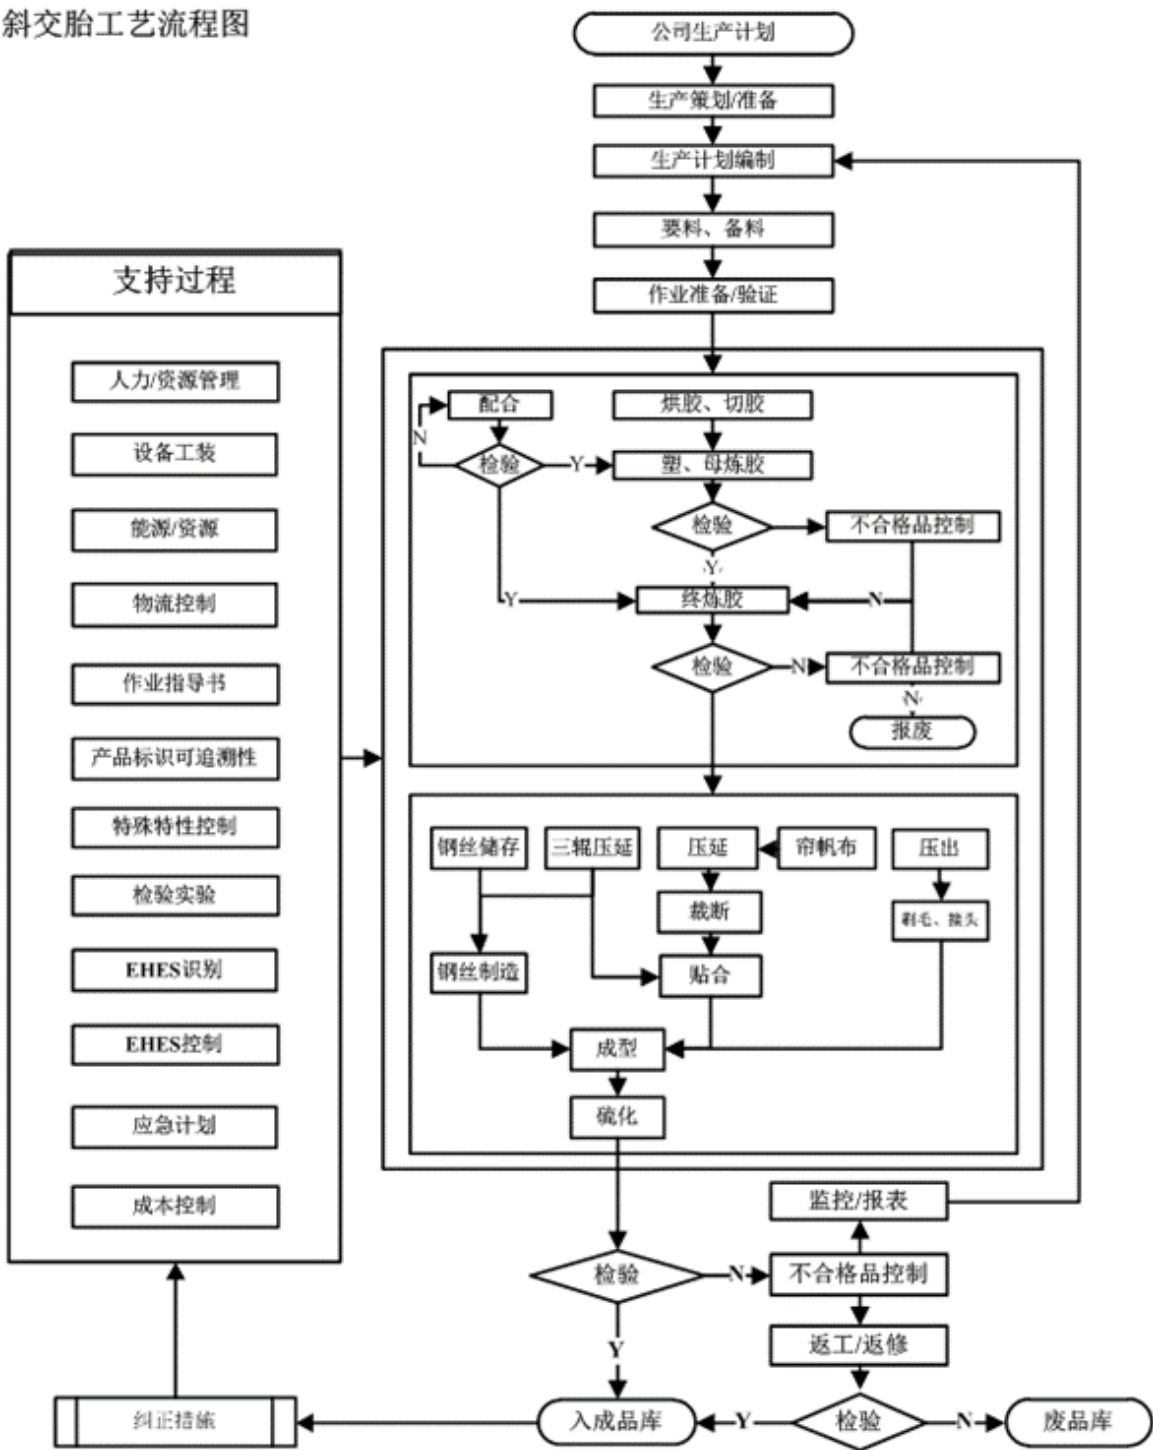 斜交胎工艺流程图
公司生产计划
生产策划/准备
生产计划编制
要料、备料
作业准备/验证
支持过程
人力/资源管理
设备工装
能源/资源
物流控制
作业指导书
产品标识可追溯性
特殊特性控制
检验实验
EHES识别
EHES控制
应急计划
成本控制
配合
烘胶、切胶
N
检验
Y
塑、母炼胶
检验
不合格品控制
Y
Y
终炼胶
N
检验
N
不合格品控制
N
报废
钢丝储存
三辊压延
压延
帘帆布
压出
裁断
刷毛、接头
钢丝制造
贴合
成型
硫化
监控/报表
检验
N
不合格品控制
Y
返工/返修
纠正措施
入成品库
Y
检验
N
废品库